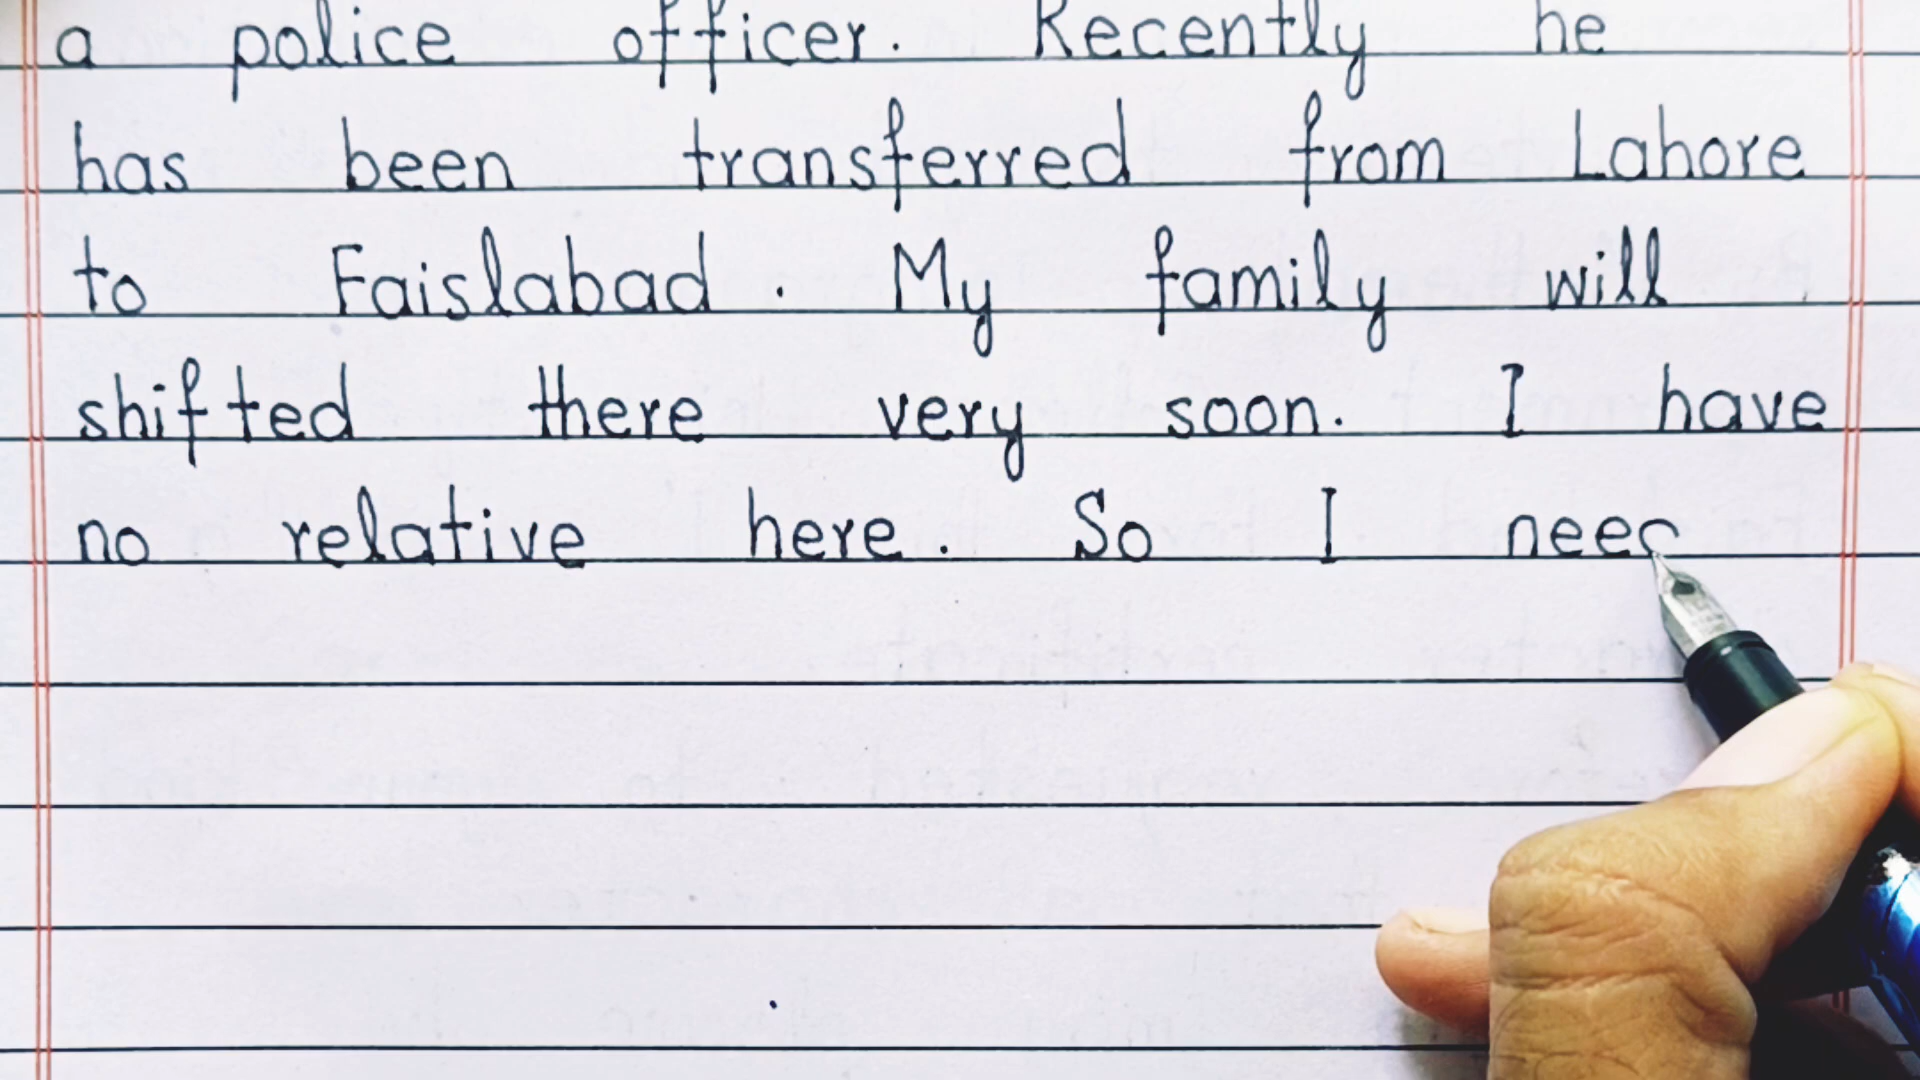 a police officer. Recently he
has been transferred from Lahore
to Faislabad. My family will
shifted there very soon. I have
no relative here. So I neec